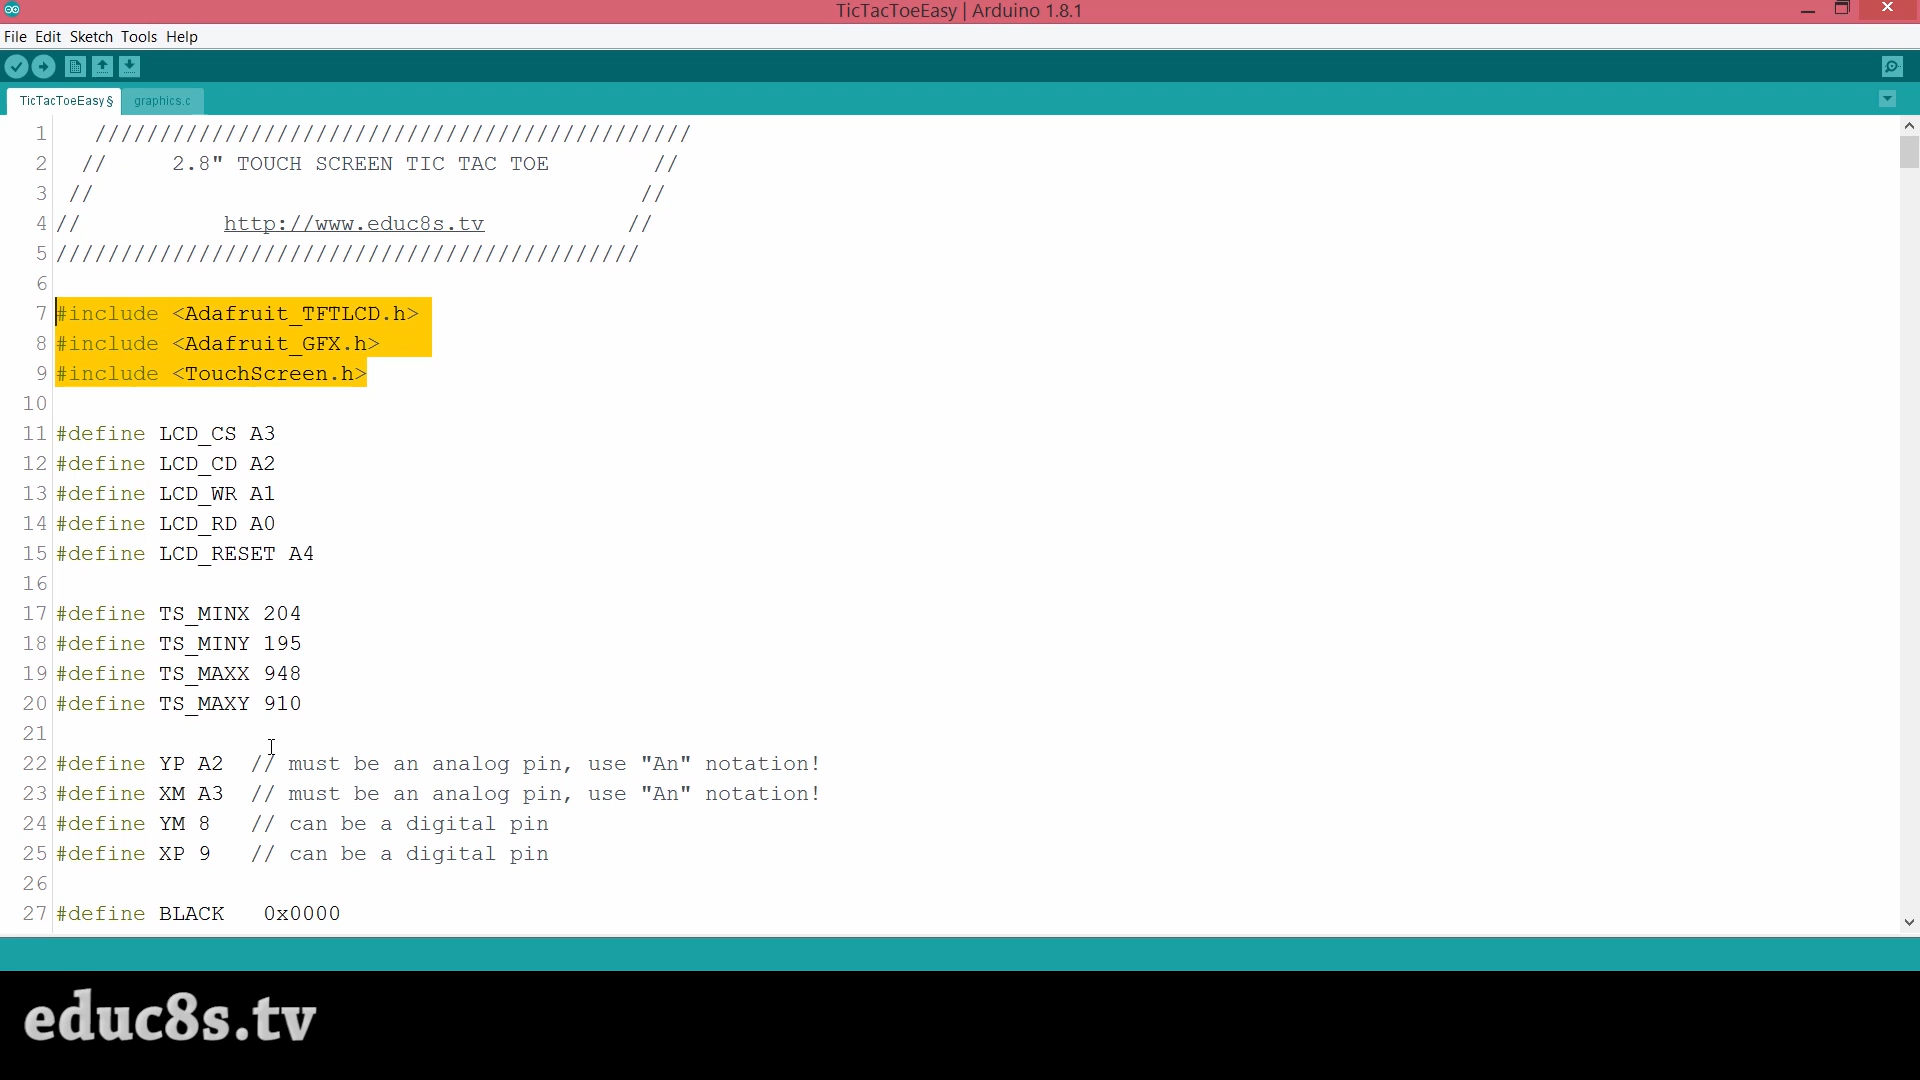 TicTacToeEasy | Arduino 1.8.1
File Edit Sketch Tools Help
TicTacToeEasy§ graphics.c
1 //////////////////////////////////////////////
2 // 2.8" TOUCH SCREEN TIC TAC TOE //
3 // //
4 // http://www.educ8s.tv //
5 /////////////////////////////////////////////
6
7 #include <Adafruit_TFTLCD.h>
8 #include <Adafruit_GFX.h>
9 #include <TouchScreen.h>
10
11 #define LCD_CS A3
12 #define LCD_CD A2
13 #define LCD_WR A1
14 #define LCD_RD A0
15 #define LCD_RESET A4
16
17 #define TS_MINX 204
18 #define TS_MINY 195
19 #define TS_MAXX 948
20 #define TS_MAXY 910
21
22 #define YP A2 // must be an analog pin, use "An" notation!
23 #define XM A3 // must be an analog pin, use "An" notation!
24 #define YM 8 // can be a digital pin
25 #define XP 9 // can be a digital pin
26
27 #define BLACK 0x0000
educ8s.tv